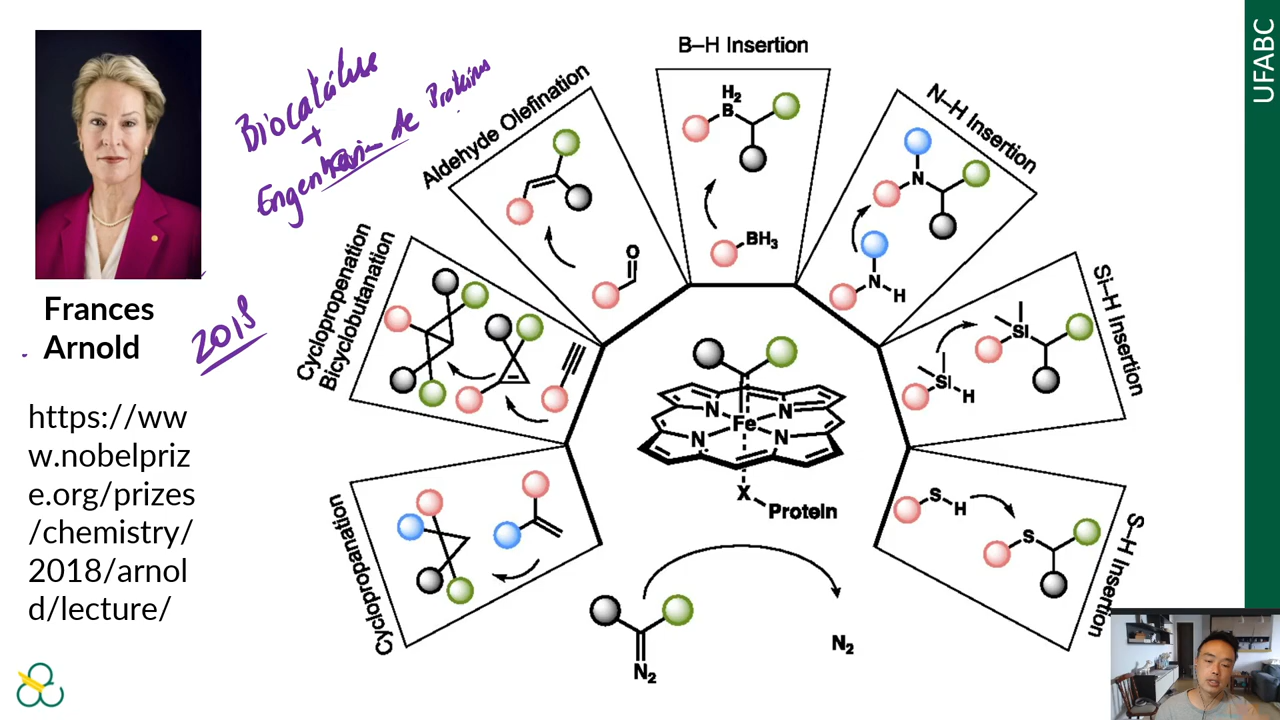 UFABC
Biocatálise
+
Engenharia de Proteínas
Frances
Arnold
2018
https://ww
w.nobelpriz
e.org/prizes
/chemistry/
2018/arnol
d/lecture/
Cyclopropanation
Cyclopropenation
Bicyclobutanation
Aldehyde Olefination
O
B–H Insertion
H2
B
BH3
N–H Insertion
N
N
H
Si–H Insertion
Si
Si
H
S–H Insertion
S
H
S
N
N
Fe
N
N
X
Protein
N2
N2